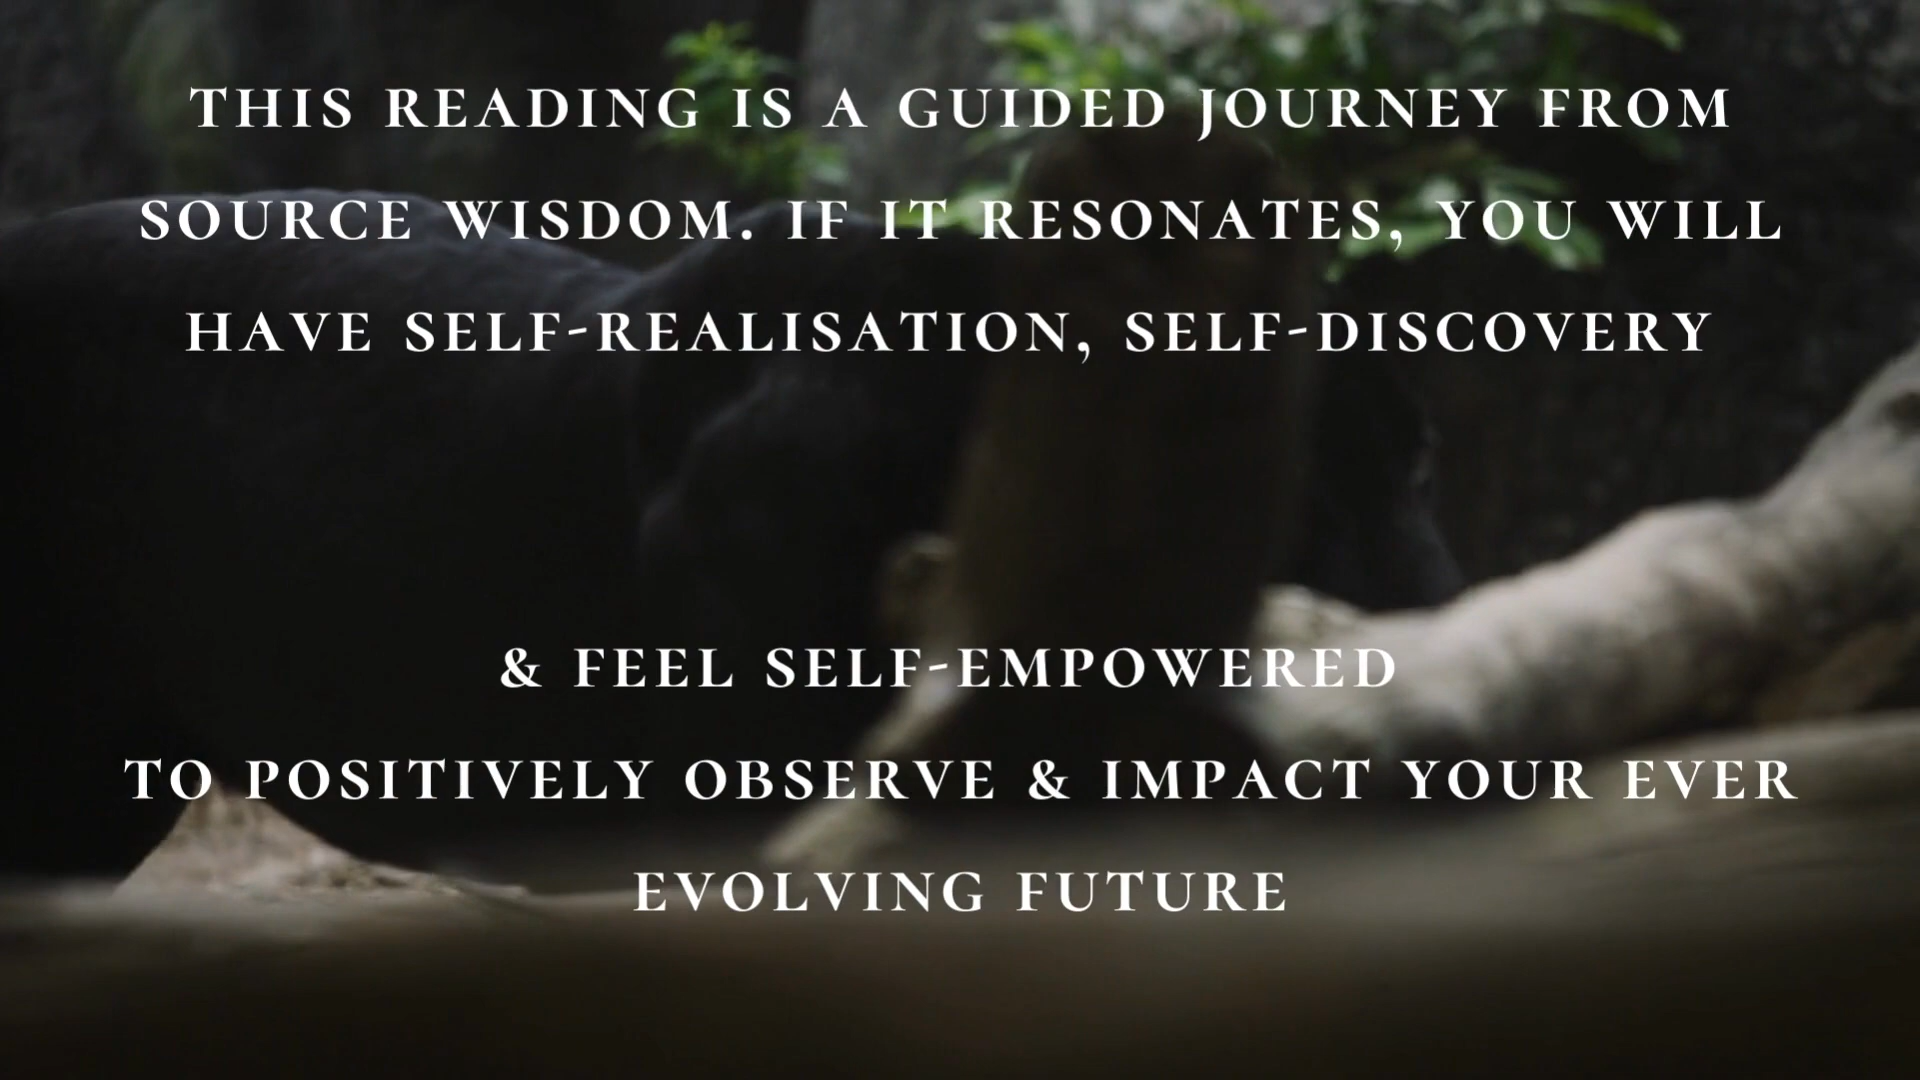 THIS READING IS A GUIDED JOURNEY FROM
SOURCE WISDOM. IF IT RESONATES, YOU WILL
HAVE SELF-REALISATION, SELF-DISCOVERY
& FEEL SELF-EMPOWERED
TO POSITIVELY OBSERVE & IMPACT YOUR EVER
EVOLVING FUTURE